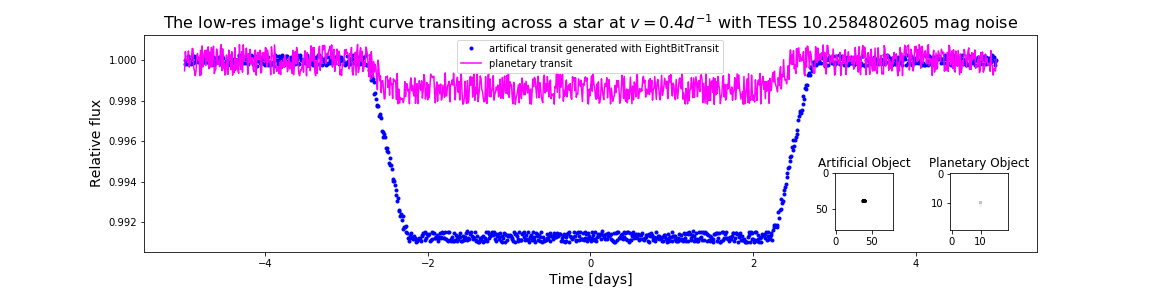 The low-res image's light curve transiting across a star at v = 0.4d⁻¹ with TESS 10.2584802605 mag noise
artifical transit generated with EightBitTransit
planetary transit
Relative flux
1.000
0.998
0.996
0.994
0.992
Artificial Object
0
50
0 50
Planetary Object
0
10
0 10
−4 −2 0 2 4
Time [days]